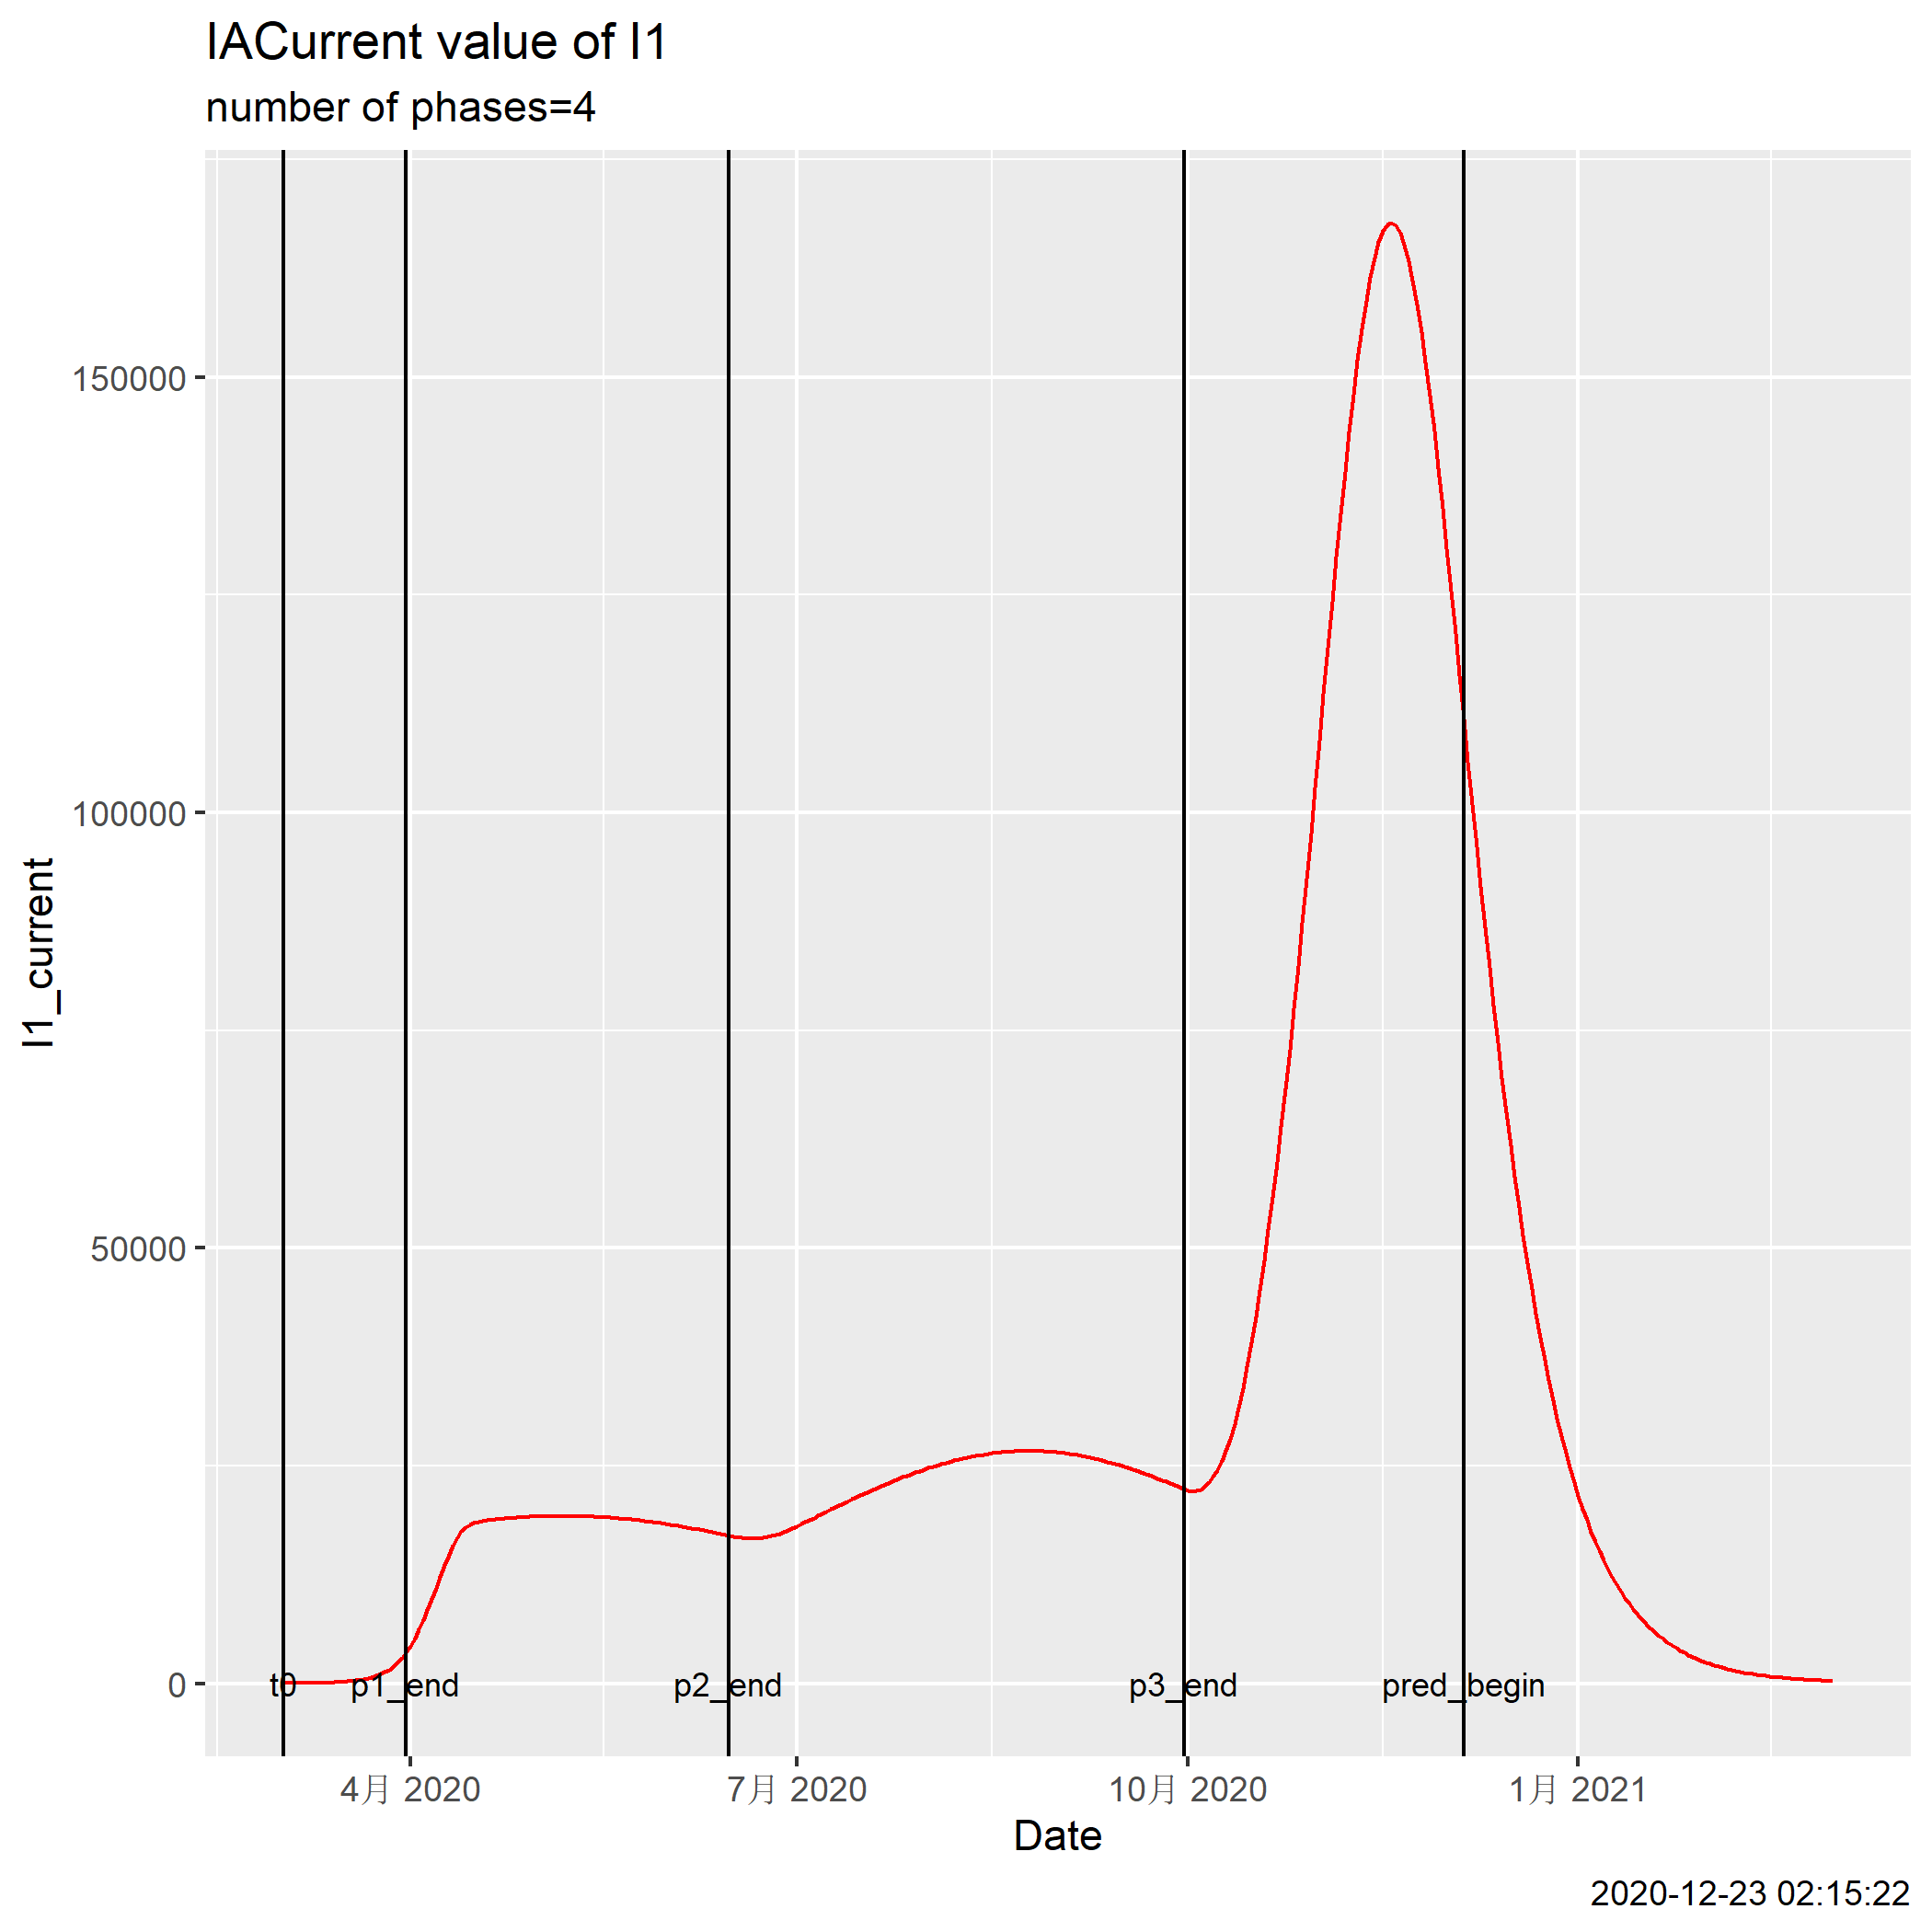 IACurrent value of I1
number of phases=4
I1_current
150000
100000
50000
0
t0
p1_end
p2_end
p3_end
pred_begin
4月 2020
7月 2020
10月 2020
1月 2021
Date
2020-12-23 02:15:22